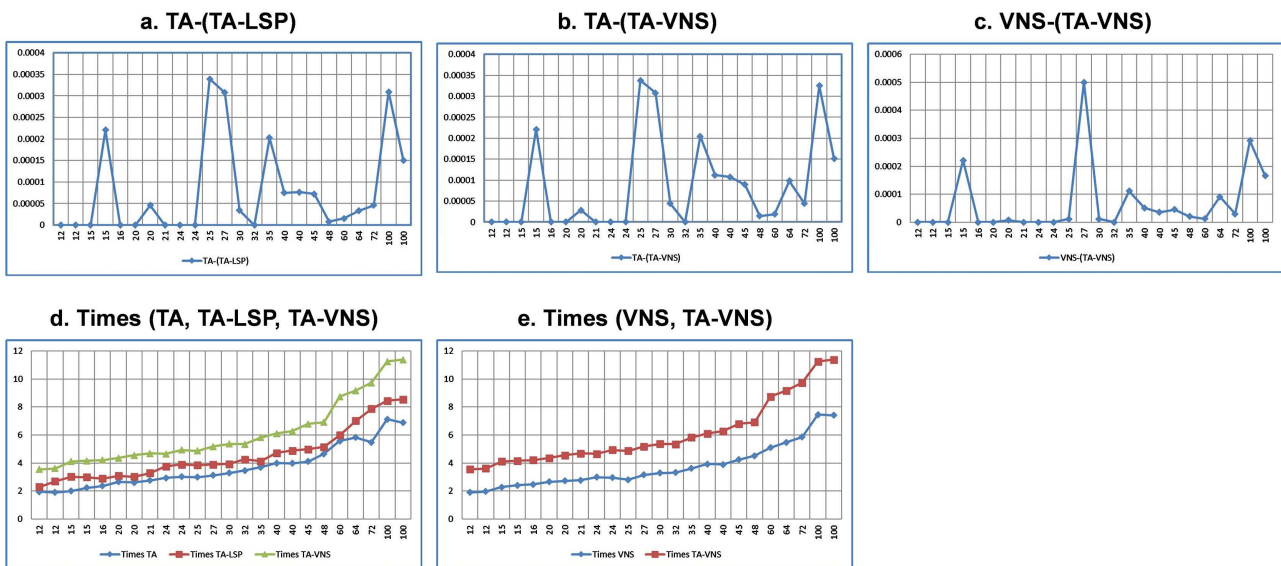 a. TA-(TA-LSP)
0.0004
0.00035
0.0003
0.00025
0.0002
0.00015
0.0001
0.00005
0
12 12 15 15 16 20 20 21 24 24 25 27 30 32 35 40 40 45 48 60 64 72 100 100
TA-(TA-LSP)
b. TA-(TA-VNS)
0.0004
0.00035
0.0003
0.00025
0.0002
0.00015
0.0001
0.00005
0
12 12 15 15 16 20 20 21 24 24 25 27 30 32 35 40 40 45 48 60 64 72 100 100
TA-(TA-VNS)
c. VNS-(TA-VNS)
0.0006
0.0005
0.0004
0.0003
0.0002
0.0001
0
12 12 15 15 16 20 20 21 24 24 25 27 30 32 35 40 40 45 48 60 64 72 100 100
VNS-(TA-VNS)
d. Times (TA, TA-LSP, TA-VNS)
12
10
8
6
4
2
0
12 12 15 15 16 20 20 21 24 24 25 27 30 32 35 40 40 45 48 60 64 72 100 100
Times TA Times TA-LSP Times TA-VNS
e. Times (VNS, TA-VNS)
12
10
8
6
4
2
0
12 12 15 15 16 20 20 21 24 24 25 27 30 32 35 40 40 45 48 60 64 72 100 100
Times VNS Times TA-VNS